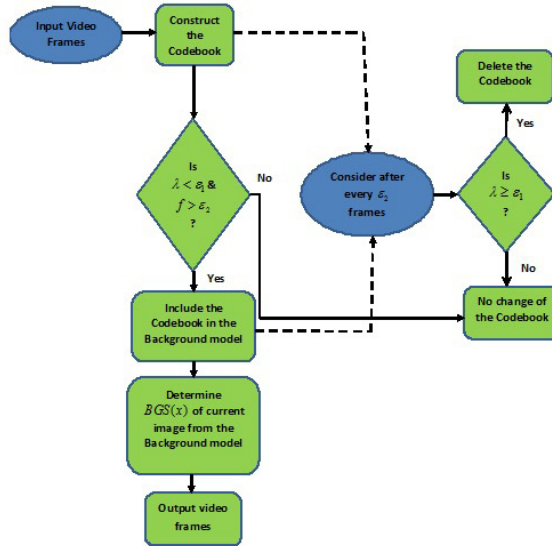 Input Video
Frames
Construct
the
Codebook
Is
λ < ε₁ &
f > ε₂
?
No
Yes
Include the
Codebook in the
Background model
Determine
BGS(x) of current
image from the
Background model
Output video
frames
Consider after
every ε₂
frames
Delete the
Codebook
Yes
Is
λ ≥ ε₁
?
No
No change of
the Codebook